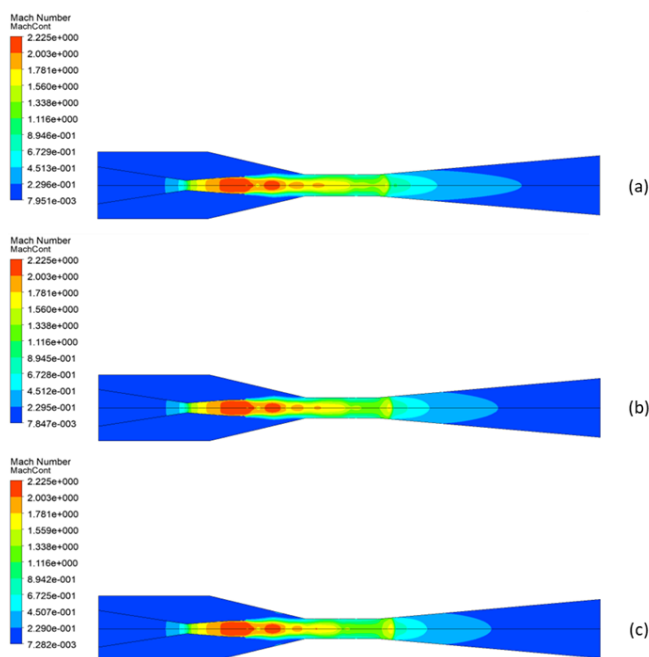 Mach Number
MachCont
2.225e+000
2.003e+000
1.781e+000
1.560e+000
1.338e+000
1.116e+000
8.946e-001
6.729e-001
4.513e-001
2.296e-001
7.951e-003
(a)
Mach Number
MachCont
2.225e+000
2.003e+000
1.781e+000
1.560e+000
1.338e+000
1.116e+000
8.945e-001
6.729e-001
4.512e-001
2.295e-001
7.847e-003
(b)
Mach Number
MachCont
2.225e+000
2.003e+000
1.781e+000
1.559e+000
1.116e+000
8.942e-001
6.725e-001
4.507e-001
2.290e-001
7.282e-003
(c)